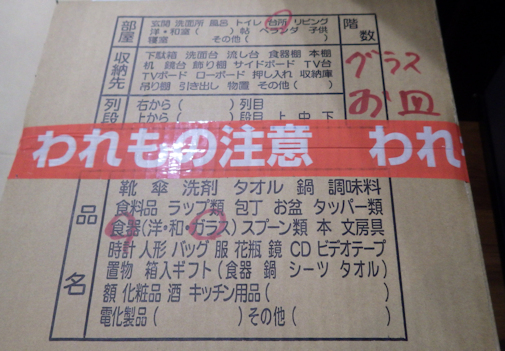 部屋 玄関 洗面所 風呂 トイレ 台所 リビング 階数
洋・和室( )帖 ベランダ 子供
寝室 その他( )
収納先 下駄箱 洗面台 流し台 食器棚 本棚
机 鏡台 飾り棚 サイドボード TV台
TVボード ローボード 押し入れ 収納庫
吊り棚 引き出し 物置 その他( )
グラス
お皿
列段 右から( )列目
上から( )段目 上 中 下
われもの注意 われ
品名 靴 傘 洗剤 タオル 鍋 調味料
食料品 ラップ類 包丁 お盆 タッパー類
食器(洋・和・ガラス)スプーン類 本 文房具
時計 人形 バッグ 服 花瓶 鏡 CD ビデオテープ
置物 箱入ギフト(食器 鍋 シーツ タオル)
額 化粧品 酒 キッチン用品( )
電化製品( )その他( )